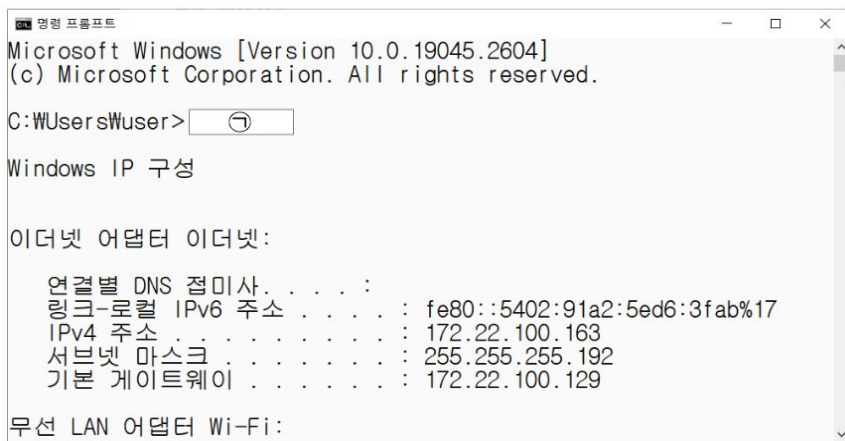 명령 프롬프트
Microsoft Windows [Version 10.0.19045.2604]
(c) Microsoft Corporation. All rights reserved.
C:₩Users₩user> ㉠
Windows IP 구성
이더넷 어댑터 이더넷:
연결별 DNS 접미사. . . . :
링크-로컬 IPv6 주소 . . . . : fe80::5402:91a2:5ed6:3fab%17
IPv4 주소 . . . . . . . . . : 172.22.100.163
서브넷 마스크 . . . . . . . : 255.255.255.192
기본 게이트웨이 . . . . . . : 172.22.100.129
무선 LAN 어댑터 Wi-Fi: